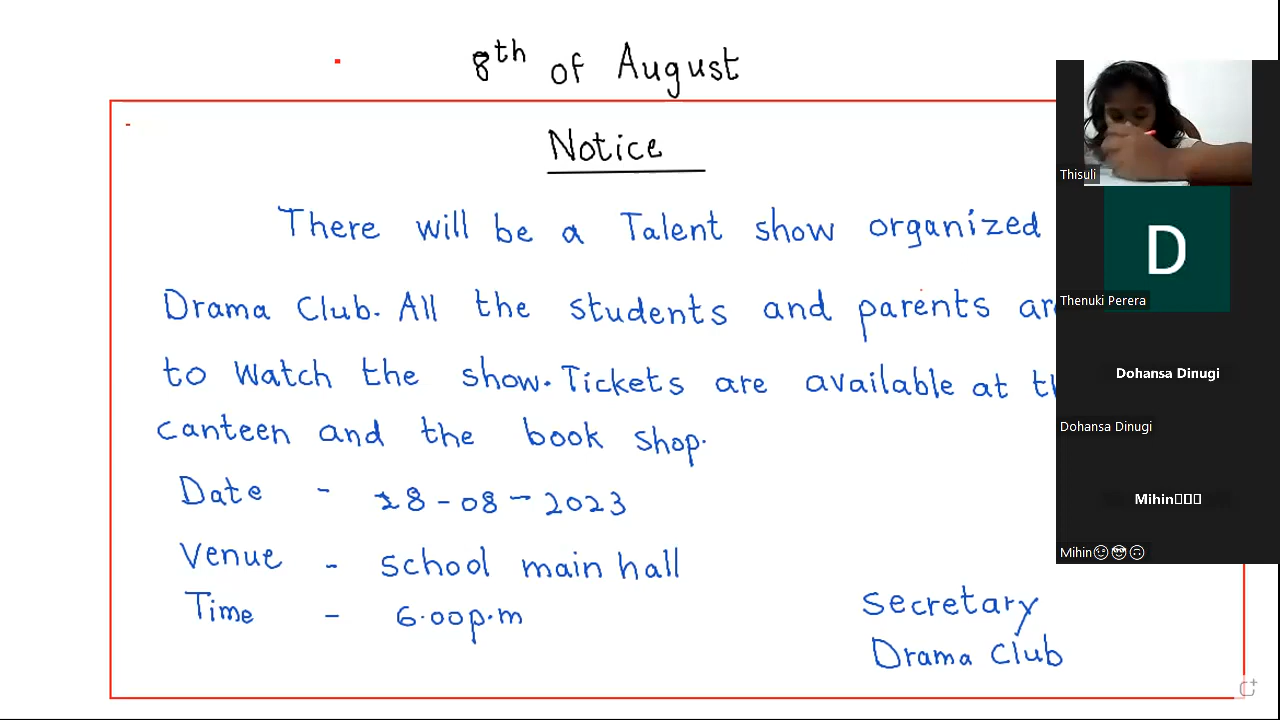 8th of August
Notice
There will be a Talent show organized
Drama Club. All the students and parents
to watch the show. Tickets are available at
canteen and the book shop.
Date - 28-08-2023
Venue - School main hall
Time - 6.00p.m
Secretary
Drama Club
Thisuli
D
Thenuki Perera
Dohansa Dinugi
Dohansa Dinugi
Mihin
Mihin